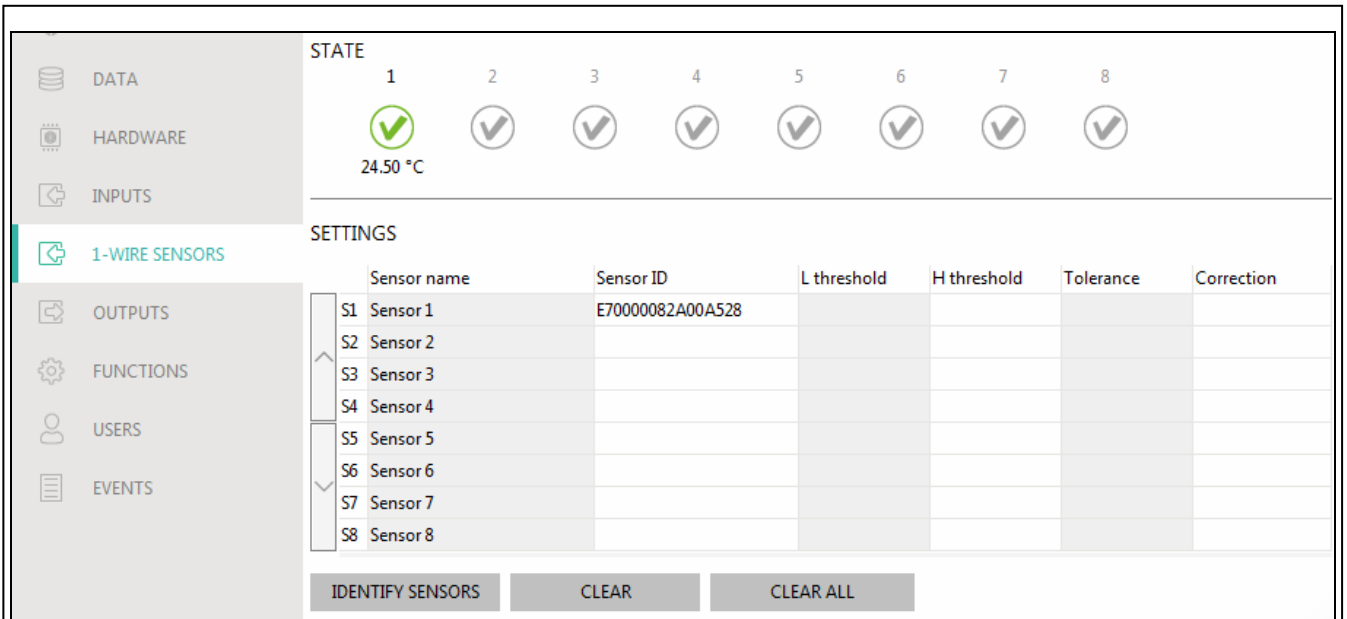 DATA
HARDWARE
INPUTS
1-WIRE SENSORS
OUTPUTS
FUNCTIONS
USERS
EVENTS
STATE
1 2 3 4 5 6 7 8
24.50 °C
SETTINGS
Sensor name Sensor ID L threshold H threshold Tolerance Correction
S1 Sensor 1 E70000082A00A528
S2 Sensor 2
S3 Sensor 3
S4 Sensor 4
S5 Sensor 5
S6 Sensor 6
S7 Sensor 7
S8 Sensor 8
IDENTIFY SENSORS CLEAR CLEAR ALL